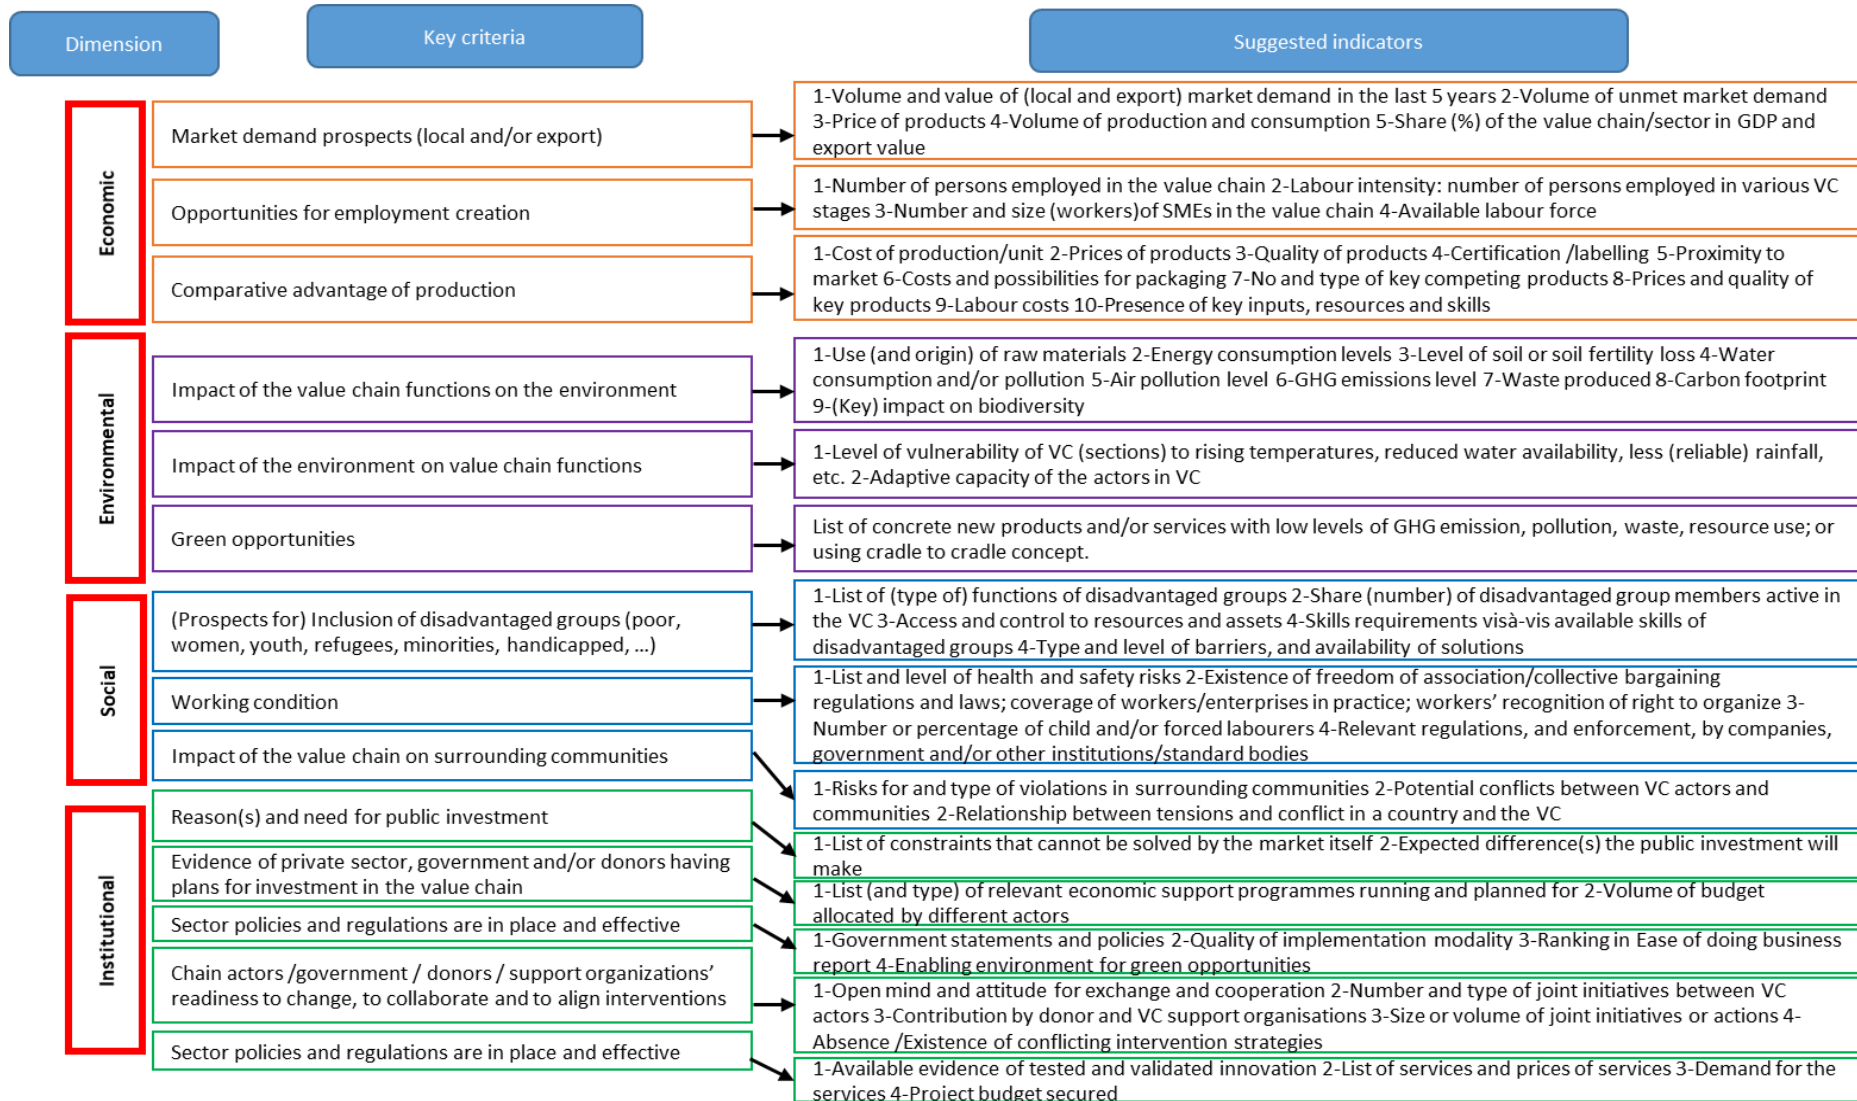 Dimension
Key criteria
Suggested indicators
Economic
Market demand prospects (local and/or export)
1-Volume and value of (local and export) market demand in the last 5 years 2-Volume of unmet market demand
3-Price of products 4-Volume of production and consumption 5-Share (%) of the value chain/sector in GDP and
export value
Opportunities for employment creation
1-Number of persons employed in the value chain 2-Labour intensity: number of persons employed in various VC
stages 3-Number and size (workers)of SMEs in the value chain 4-Available labour force
Comparative advantage of production
1-Cost of production/unit 2-Prices of products 3-Quality of products 4-Certification /labelling 5-Proximity to
market 6-Costs and possibilities for packaging 7-No and type of key competing products 8-Prices and quality of
key products 9-Labour costs 10-Presence of key inputs, resources and skills
Environmental
Impact of the value chain functions on the environment
1-Use (and origin) of raw materials 2-Energy consumption levels 3-Level of soil or soil fertility loss 4-Water
consumption and/or pollution 5-Air pollution level 6-GHG emissions level 7-Waste produced 8-Carbon footprint
9-(Key) impact on biodiversity
Impact of the environment on value chain functions
1-Level of vulnerability of VC (sections) to rising temperatures, reduced water availability, less (reliable) rainfall,
etc. 2-Adaptive capacity of the actors in VC
Green opportunities
List of concrete new products and/or services with low levels of GHG emission, pollution, waste, resource use; or
using cradle to cradle concept.
Social
(Prospects for) Inclusion of disadvantaged groups (poor,
women, youth, refugees, minorities, handicapped, ...)
1-List of (type of) functions of disadvantaged groups 2-Share (number) of disadvantaged group members active in
the VC 3-Access and control to resources and assets 4-Skills requirements visà-vis available skills of
disadvantaged groups 4-Type and level of barriers, and availability of solutions
Working condition
1-List and level of health and safety risks 2-Existence of freedom of association/collective bargaining
regulations and laws; coverage of workers/enterprises in practice; workers' recognition of right to organize 3-
Number or percentage of child and/or forced labourers 4-Relevant regulations, and enforcement, by companies,
government and/or other institutions/standard bodies
Impact of the value chain on surrounding communities
1-Risks for and type of violations in surrounding communities 2-Potential conflicts between VC actors and
communities 2-Relationship between tensions and conflict in a country and the VC
Institutional
Reason(s) and need for public investment
1-List of constraints that cannot be solved by the market itself 2-Expected difference(s) the public investment will
make
Evidence of private sector, government and/or donors having
plans for investment in the value chain
1-List (and type) of relevant economic support programmes running and planned for 2-Volume of budget
allocated by different actors
Sector policies and regulations are in place and effective
1-Government statements and policies 2-Quality of implementation modality 3-Ranking in Ease of doing business
report 4-Enabling environment for green opportunities
Chain actors /government / donors / support organizations'
readiness to change, to collaborate and to align interventions
1-Open mind and attitude for exchange and cooperation 2-Number and type of joint initiatives between VC
actors 3-Contribution by donor and VC support organisations 3-Size or volume of joint initiatives or actions 4-
Absence /Existence of conflicting intervention strategies
Sector policies and regulations are in place and effective
1-Available evidence of tested and validated innovation 2-List of services and prices of services 3-Demand for the
services 4-Project budget secured